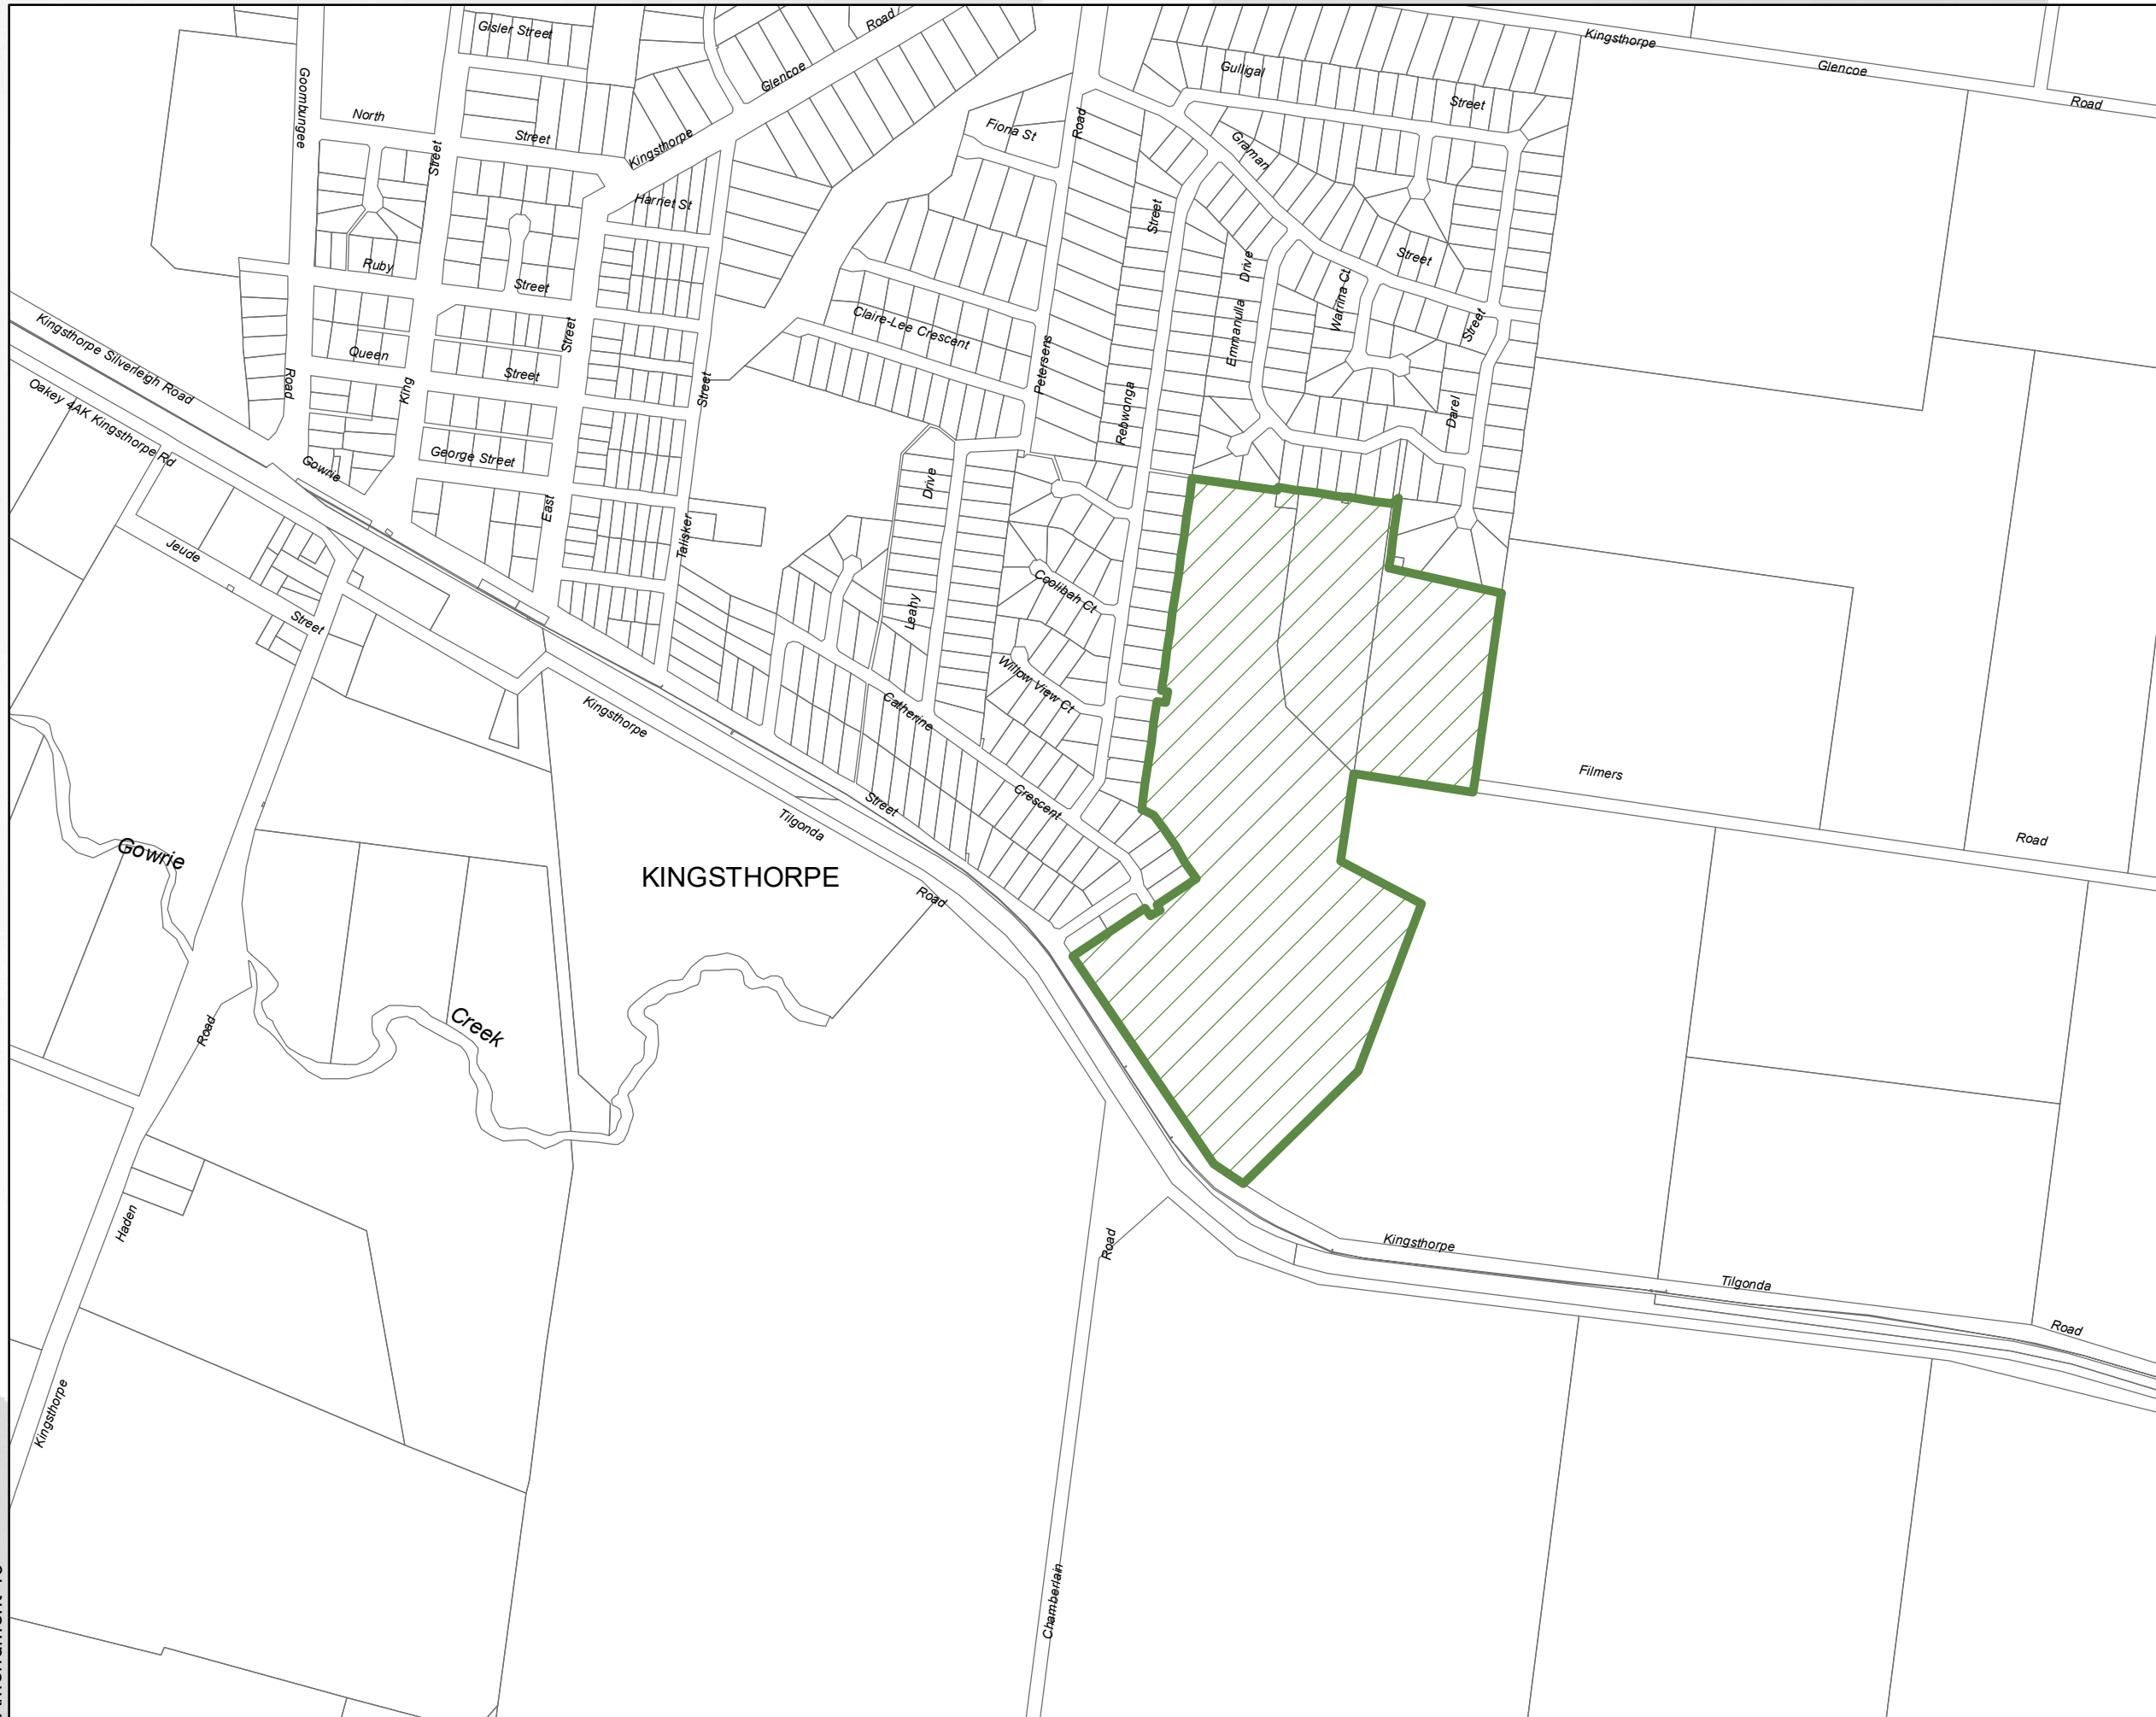 Gisler Street
Road
Glencoe
Kingsthorpe
Glencoe
Road
Goombungee
Road
North
Street
Street
Kingsthorpe
Harriet St
Fiona St
Road
Petersens
Gulligal
Street
Graman
Street
Street
Rebwonga
Emmanulla
Drive
Warrina Ct
Darel
Street
Ruby
Street
Queen
Street
King
Street
East
Street
Talisker
Claire-Lee Crescent
Kingsthorpe Silverleigh Road
Oakey 4AK Kingsthorpe Rd
Gowrie
George Street
Jeude
Street
Leahy
Drive
Coolibah Ct
Willow View Ct
Catherine
Crescent
Street
Kingsthorpe
Tilgonda
Road
Filmers
Road
Gowrie
Creek
KINGSTHORPE
Road
Haden
Kingsthorpe
Road
Chamberlain
Kingsthorpe
Tilgonda
Road